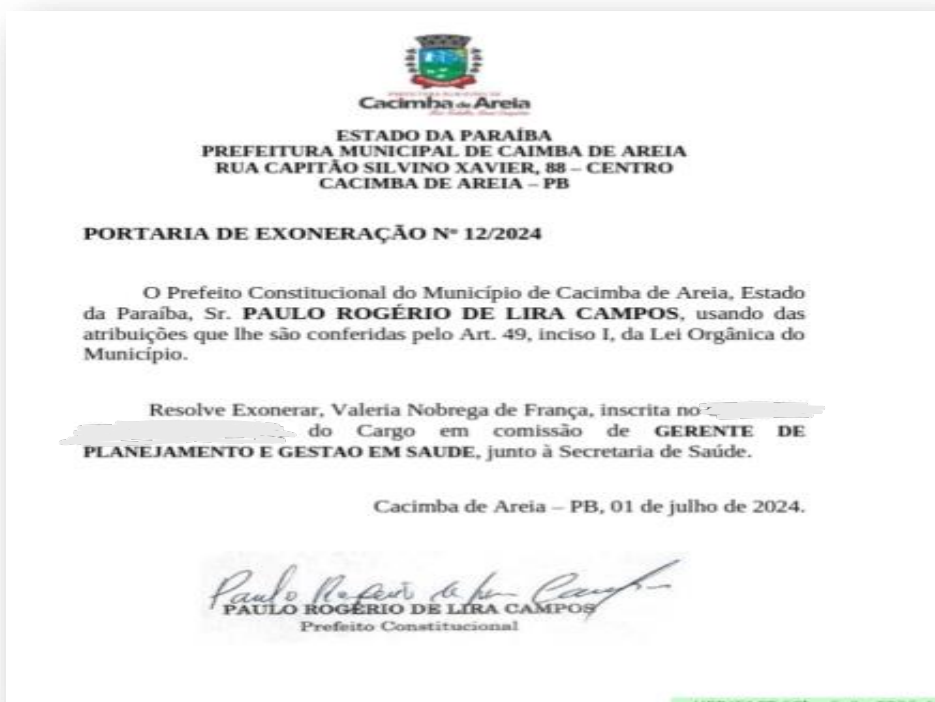 Cacimba de Areia
ESTADO DA PARAÍBA
PREFEITURA MUNICIPAL DE CAIMBA DE AREIA
RUA CAPITÃO SILVINO XAVIER, 88 – CENTRO
CACIMBA DE AREIA – PB
PORTARIA DE EXONERAÇÃO Nº 12/2024
O Prefeito Constitucional do Município de Cacimba de Areia, Estado
da Paraíba, Sr. PAULO ROGÉRIO DE LIRA CAMPOS, usando das
atribuições que lhe são conferidas pelo Art. 49, inciso I, da Lei Orgânica do
Município.
Resolve Exonerar, Valeria Nobrega de França, inscrita no
do Cargo em comissão de GERENTE DE
PLANEJAMENTO E GESTAO EM SAUDE, junto à Secretaria de Saúde.
Cacimba de Areia – PB, 01 de julho de 2024.
PAULO ROGÉRIO DE LIRA CAMPOS
Prefeito Constitucional